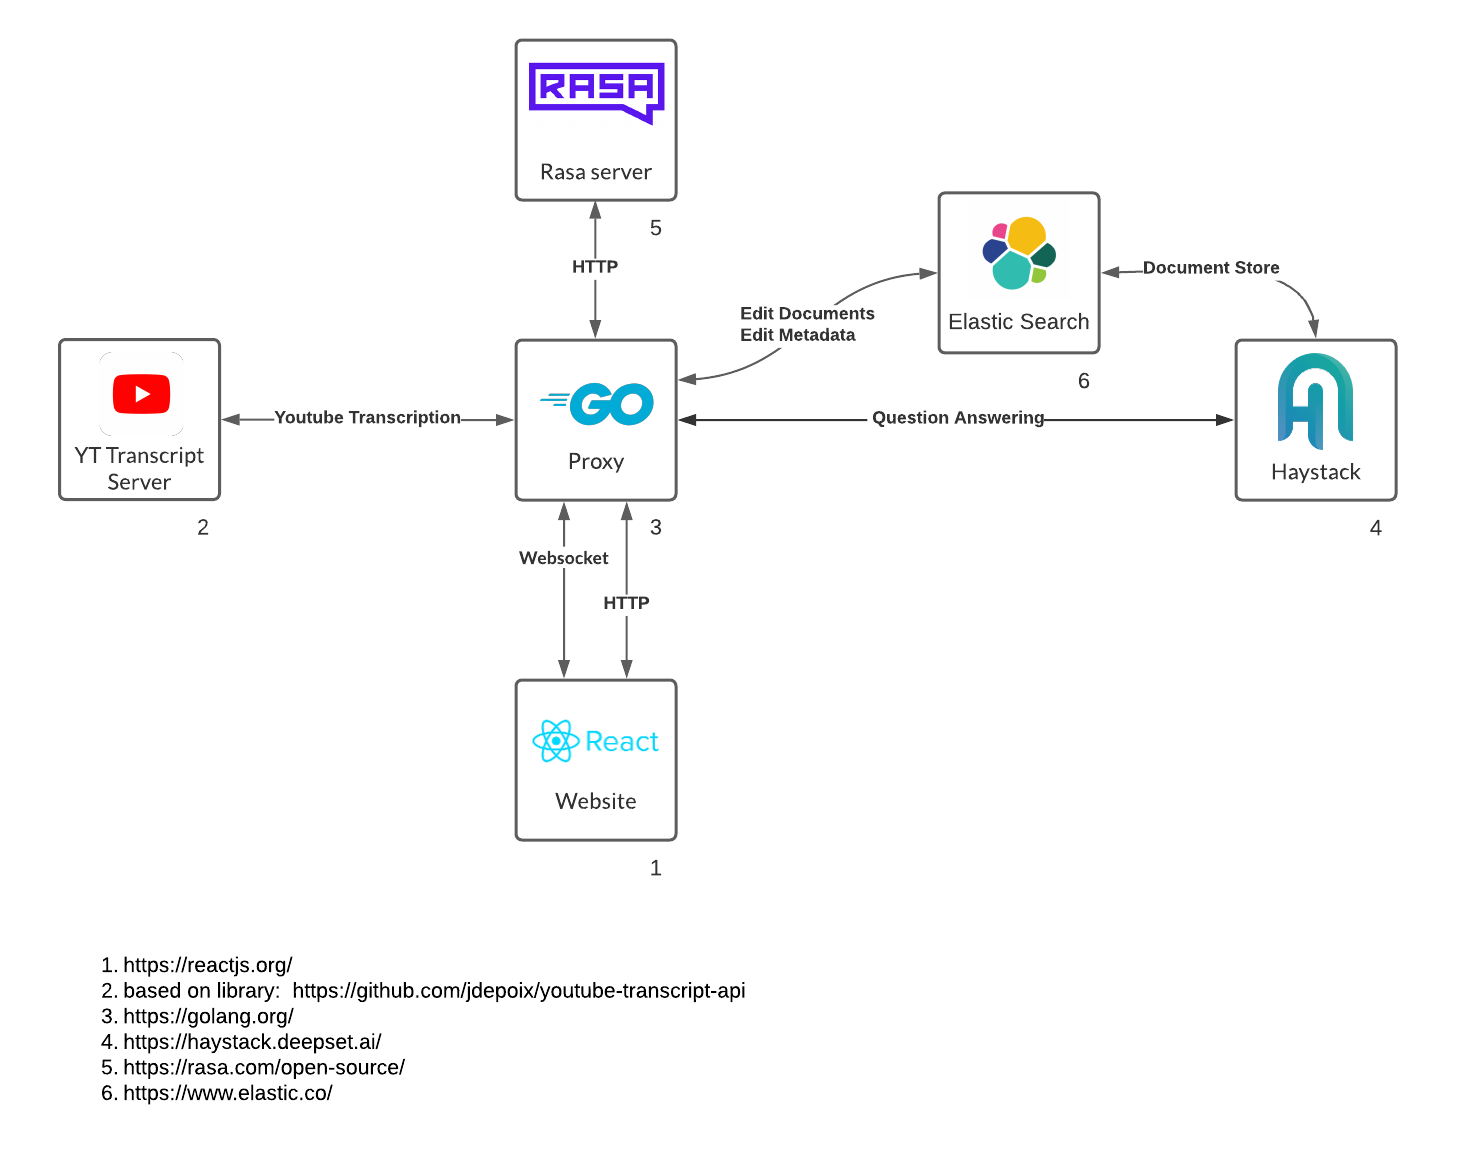 RASA
Rasa server
5
HTTP
Elastic Search
6
Document Store
Edit Documents
Edit Metadata
YT Transcript
Server
2
Youtube Transcription
GO
Proxy
3
Question Answering
Haystack
4
Websocket
HTTP
React
Website
1
1. https://reactjs.org/
2. based on library:  https://github.com/jdepoix/youtube-transcript-api
3. https://golang.org/
4. https://haystack.deepset.ai/
5. https://rasa.com/open-source/
6. https://www.elastic.co/